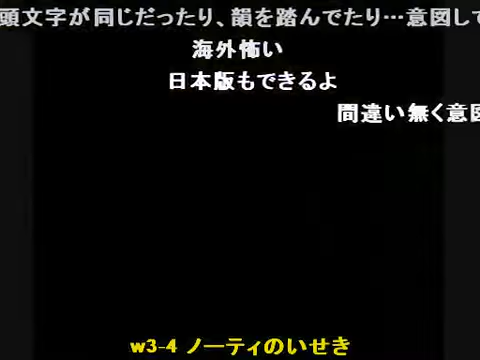 頭文字が同じだったり、韻を踏んでたり…意図して
海外怖い
日本版もできるよ
間違い無く意図
w3-4 ノーティのいせき